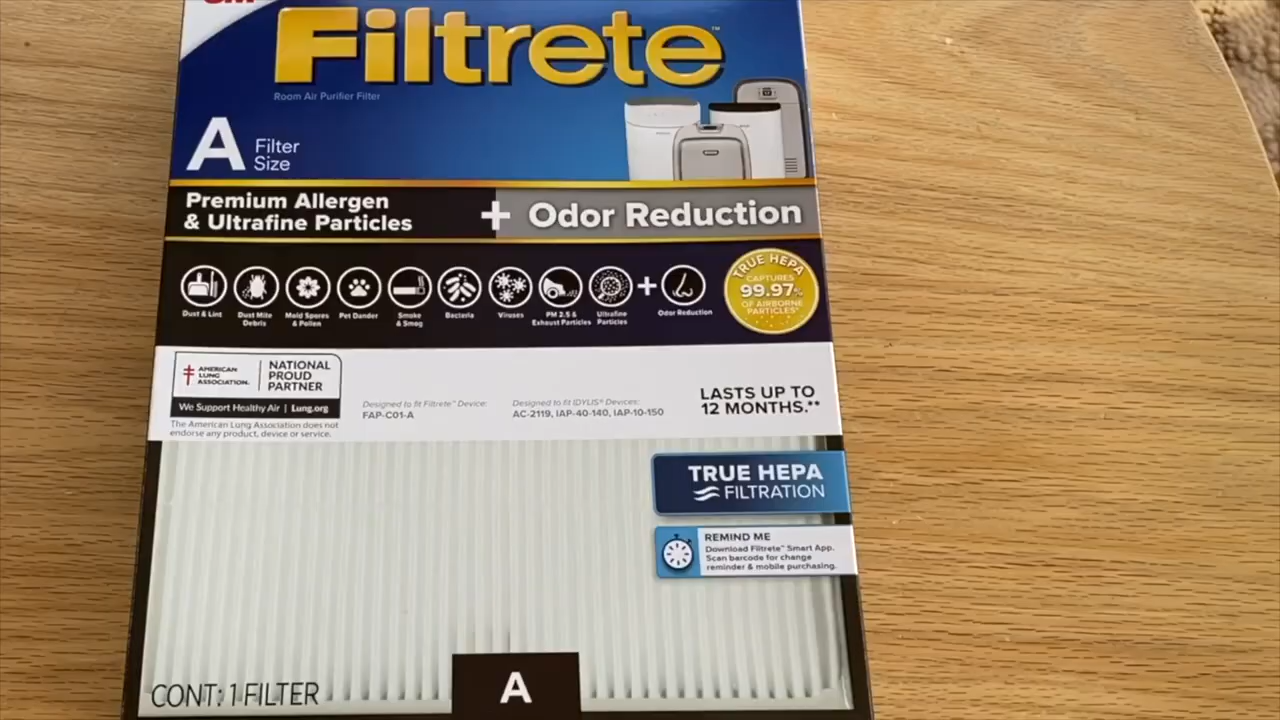 3M
Filtrete™
Room Air Purifier Filter
A Filter
Size
Premium Allergen
& Ultrafine Particles
+ Odor Reduction
Dust & Lint
Dust Mite
Debris
Mold Spores
& Pollen
Pet Dander
Smoke
& Smog
Bacteria
Viruses
PM 2.5 &
Exhaust Particles
Ultrafine
Particles
+
Odor Reduction
TRUE HEPA
CAPTURES
99.97%
OF AIRBORNE
PARTICLES*
AMERICAN
LUNG
ASSOCIATION.
NATIONAL
PROUD
PARTNER
We Support Healthy Air | Lung.org
The American Lung Association does not
endorse any product, device or service.
Designed to fit Filtrete™ Device:
FAP-C01-A
Designed to fit IDYLIS® Devices:
AC-2119, IAP-40-140, IAP-10-150
LASTS UP TO
12 MONTHS.**
TRUE HEPA
FILTRATION
REMIND ME
Download Filtrete™ Smart App.
Scan barcode for change
reminder & mobile purchasing.
CONT: 1 FILTER
A